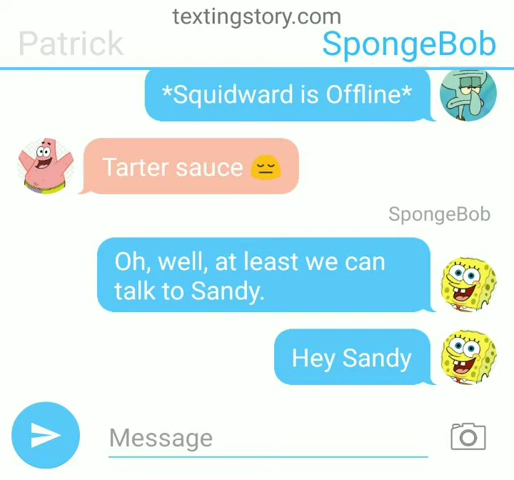 textingstory.com
Patrick SpongeBob
*Squidward is Offline*
Tarter sauce 😔
SpongeBob
Oh, well, at least we can
talk to Sandy.
Hey Sandy
Message